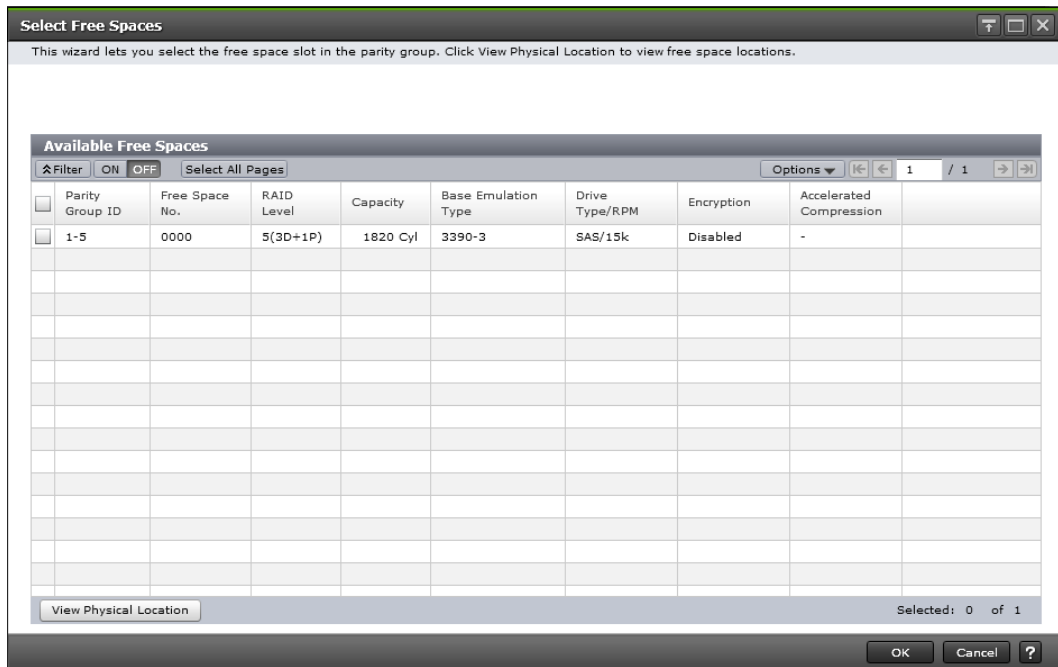 Select Free Spaces
This wizard lets you select the free space slot in the parity group. Click View Physical Location to view free space locations.
Available Free Spaces
Filter ON OFF Select All Pages Options 1 / 1
Parity Group ID Free Space No. RAID Level Capacity Base Emulation Type Drive Type/RPM Encryption Accelerated Compression
1-5 0000 5(3D+1P) 1820 Cyl 3390-3 SAS/15k Disabled -
View Physical Location Selected: 0 of 1
OK Cancel ?